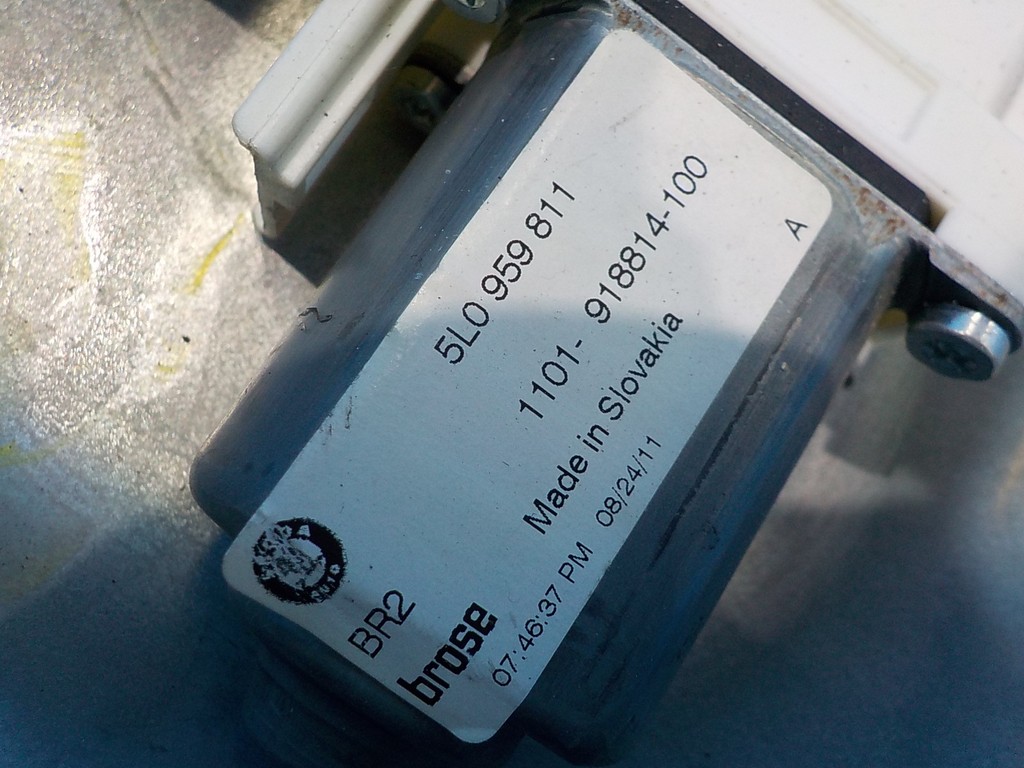 5L0 959 811
1101- 918814-100
A
Made in Slovakia
BR2
brose
07:46:37 PM 08/24/11